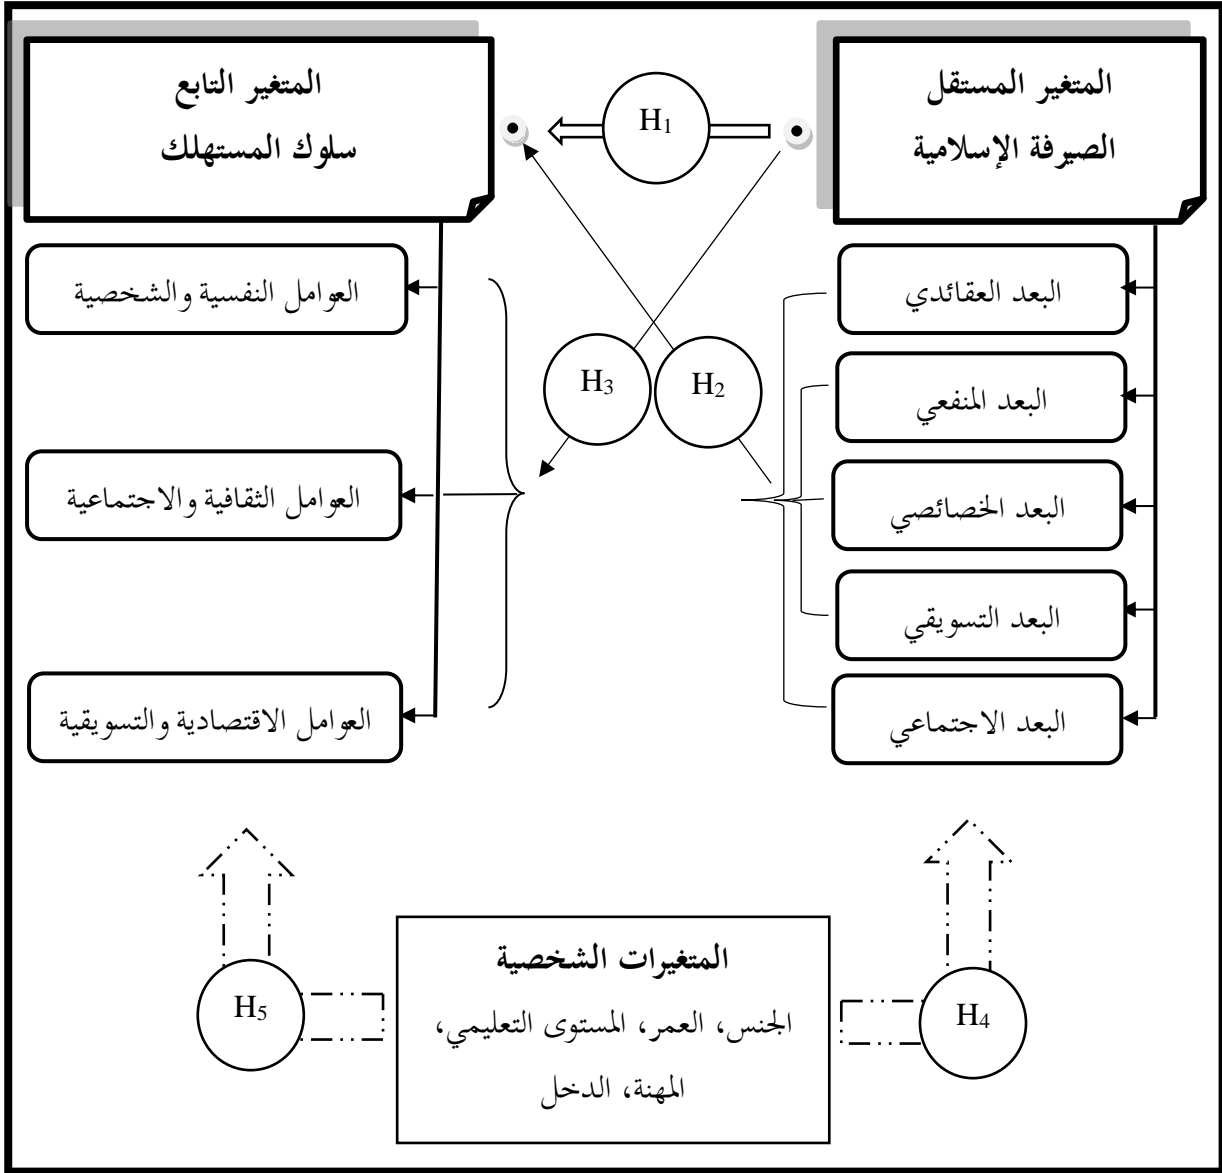 المتغير المستقل
الصيرفة الإسلامية
H1
المتغير التابع
سلوك المستهلك
البعد العقائدي
البعد المنفعي
البعد الخصائصي
البعد التسويقي
البعد الاجتماعي
H2
H3
العوامل النفسية والشخصية
العوامل الثقافية والاجتماعية
العوامل الاقتصادية والتسويقية
H4
المتغيرات الشخصية
الجنس، العمر، المستوى التعليمي،
المهنة، الدخل
H5